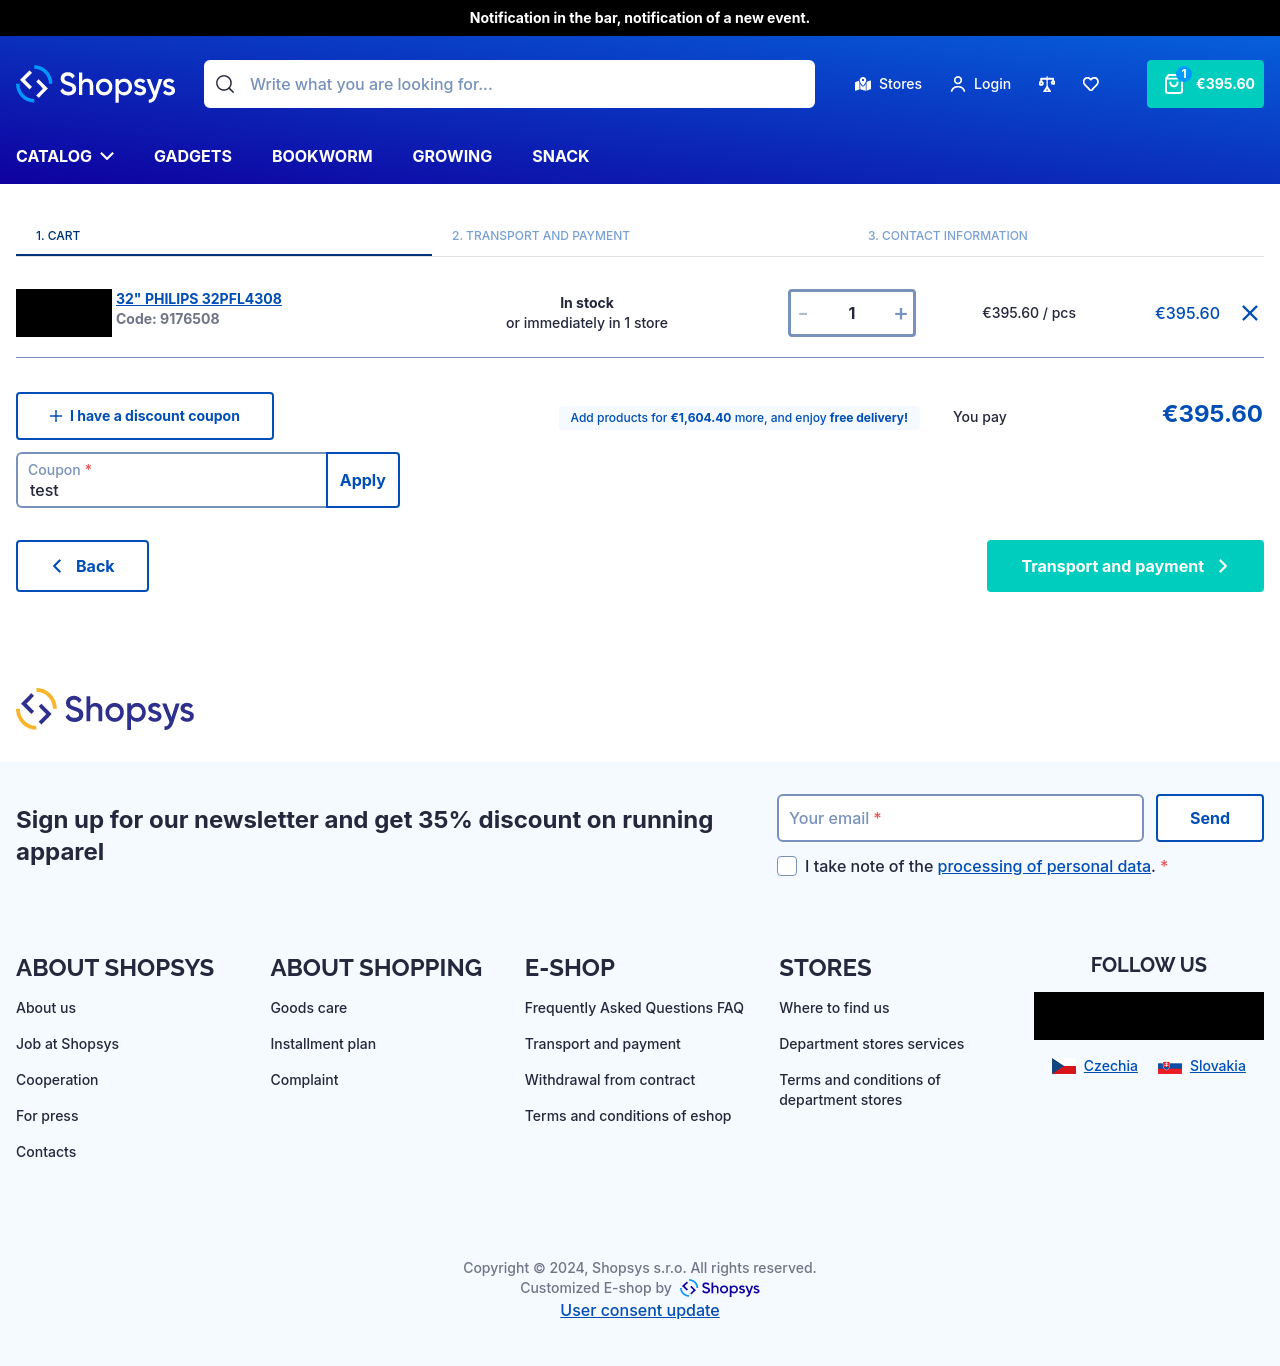 Notification in the bar, notification of a new event.
Shopsys
Write what you are looking for...
Stores
Login
1
€395.60
CATALOG
GADGETS
BOOKWORM
GROWING
SNACK
1. CART
2. TRANSPORT AND PAYMENT
3. CONTACT INFORMATION
32" PHILIPS 32PFL4308
Code: 9176508
In stock
or immediately in 1 store
- 1 +
€395.60 / pcs
€395.60
I have a discount coupon
Add products for €1,604.40 more, and enjoy free delivery!
You pay
€395.60
Coupon *
test
Apply
Back
Transport and payment
Shopsys
Sign up for our newsletter and get 35% discount on running
apparel
Your email *
Send
I take note of the processing of personal data. *
ABOUT SHOPSYS
About us
Job at Shopsys
Cooperation
For press
Contacts
ABOUT SHOPPING
Goods care
Installment plan
Complaint
E-SHOP
Frequently Asked Questions FAQ
Transport and payment
Withdrawal from contract
Terms and conditions of eshop
STORES
Where to find us
Department stores services
Terms and conditions of
department stores
FOLLOW US
Czechia
Slovakia
Copyright © 2024, Shopsys s.r.o. All rights reserved.
Customized E-shop by Shopsys
User consent update